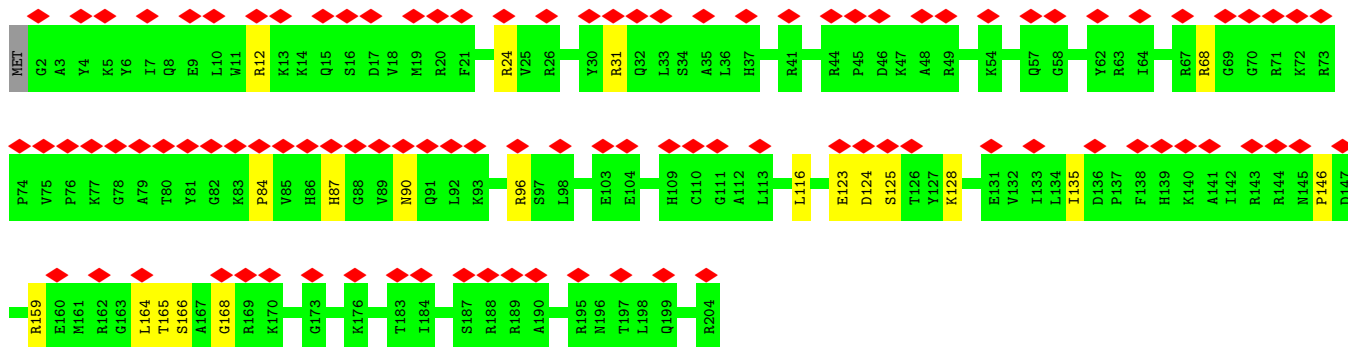 MET G2 A3 Y4 K5 Y6 I7 Q8 E9 L10 W11 R12 K13 K14 Q15 S16 D17 V18 M19 R20 F21 R24 V25 R26 Y30 R31 Q32 L33 S34 A35 L36 H37 R41 R44 P45 D46 K47 A48 R49 K54 Q57 G58 Y62 R63 I64 R67 R68 G69 G70 R71 K72 R73
P74 V75 P76 K77 G78 A79 T80 Y81 G82 K83 P84 V85 H86 H87 G88 V89 N90 Q91 L92 K93 R96 S97 L98 E103 E104 H109 C110 G111 A112 L113 L116 E123 D124 S125 T126 Y127 K128 E131 V132 I133 L134 I135 D136 P137 F138 H139 K140 A141 I142 R143 R144 N145 P146 D147
R159 E160 M161 R162 G163 L164 T165 S166 A167 G168 R169 K170 G173 K176 T183 I184 S187 R188 R189 A190 R195 N196 T197 L198 Q199 R204